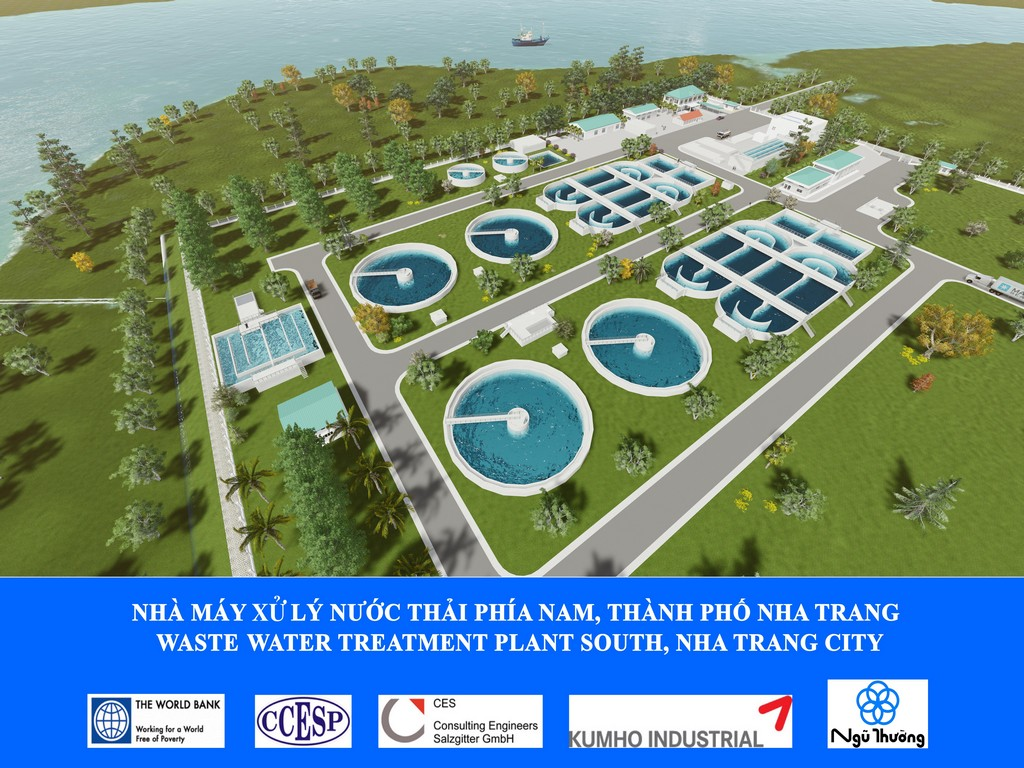 NHÀ MÁY XỬ LÝ NƯỚC THẢI PHÍA NAM, THÀNH PHỐ NHA TRANG
WASTE WATER TREATMENT PLANT SOUTH, NHA TRANG CITY
THE WORLD BANK
Working for a World
Free of Poverty
CCESP
CES
Consulting Engineers
Salzgitter GmbH
KUMHO INDUSTRIAL
Ngũ Thường